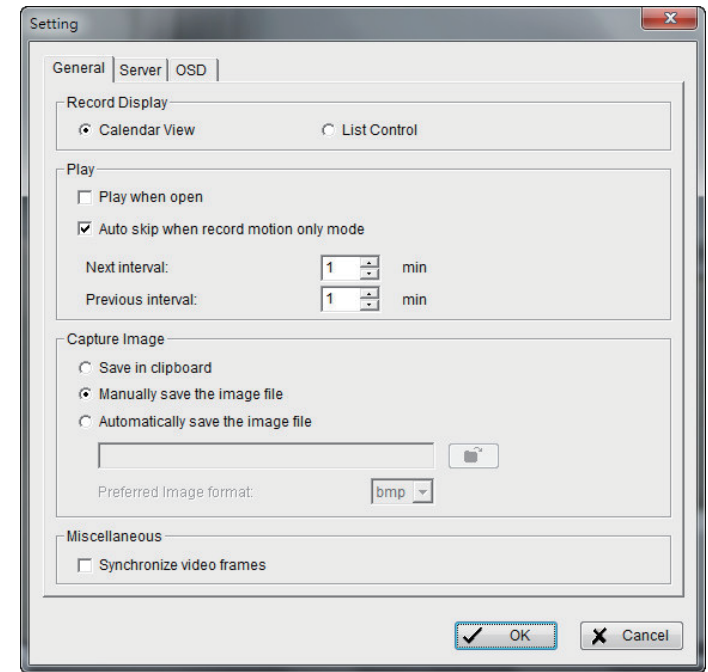 Setting
General Server OSD
Record Display
Calendar View List Control
Play
Play when open
Auto skip when record motion only mode
Next interval: 1 min
Previous interval: 1 min
Capture Image
Save in clipboard
Manually save the image file
Automatically save the image file
Preferred Image format: bmp
Miscellaneous
Synchronize video frames
OK Cancel